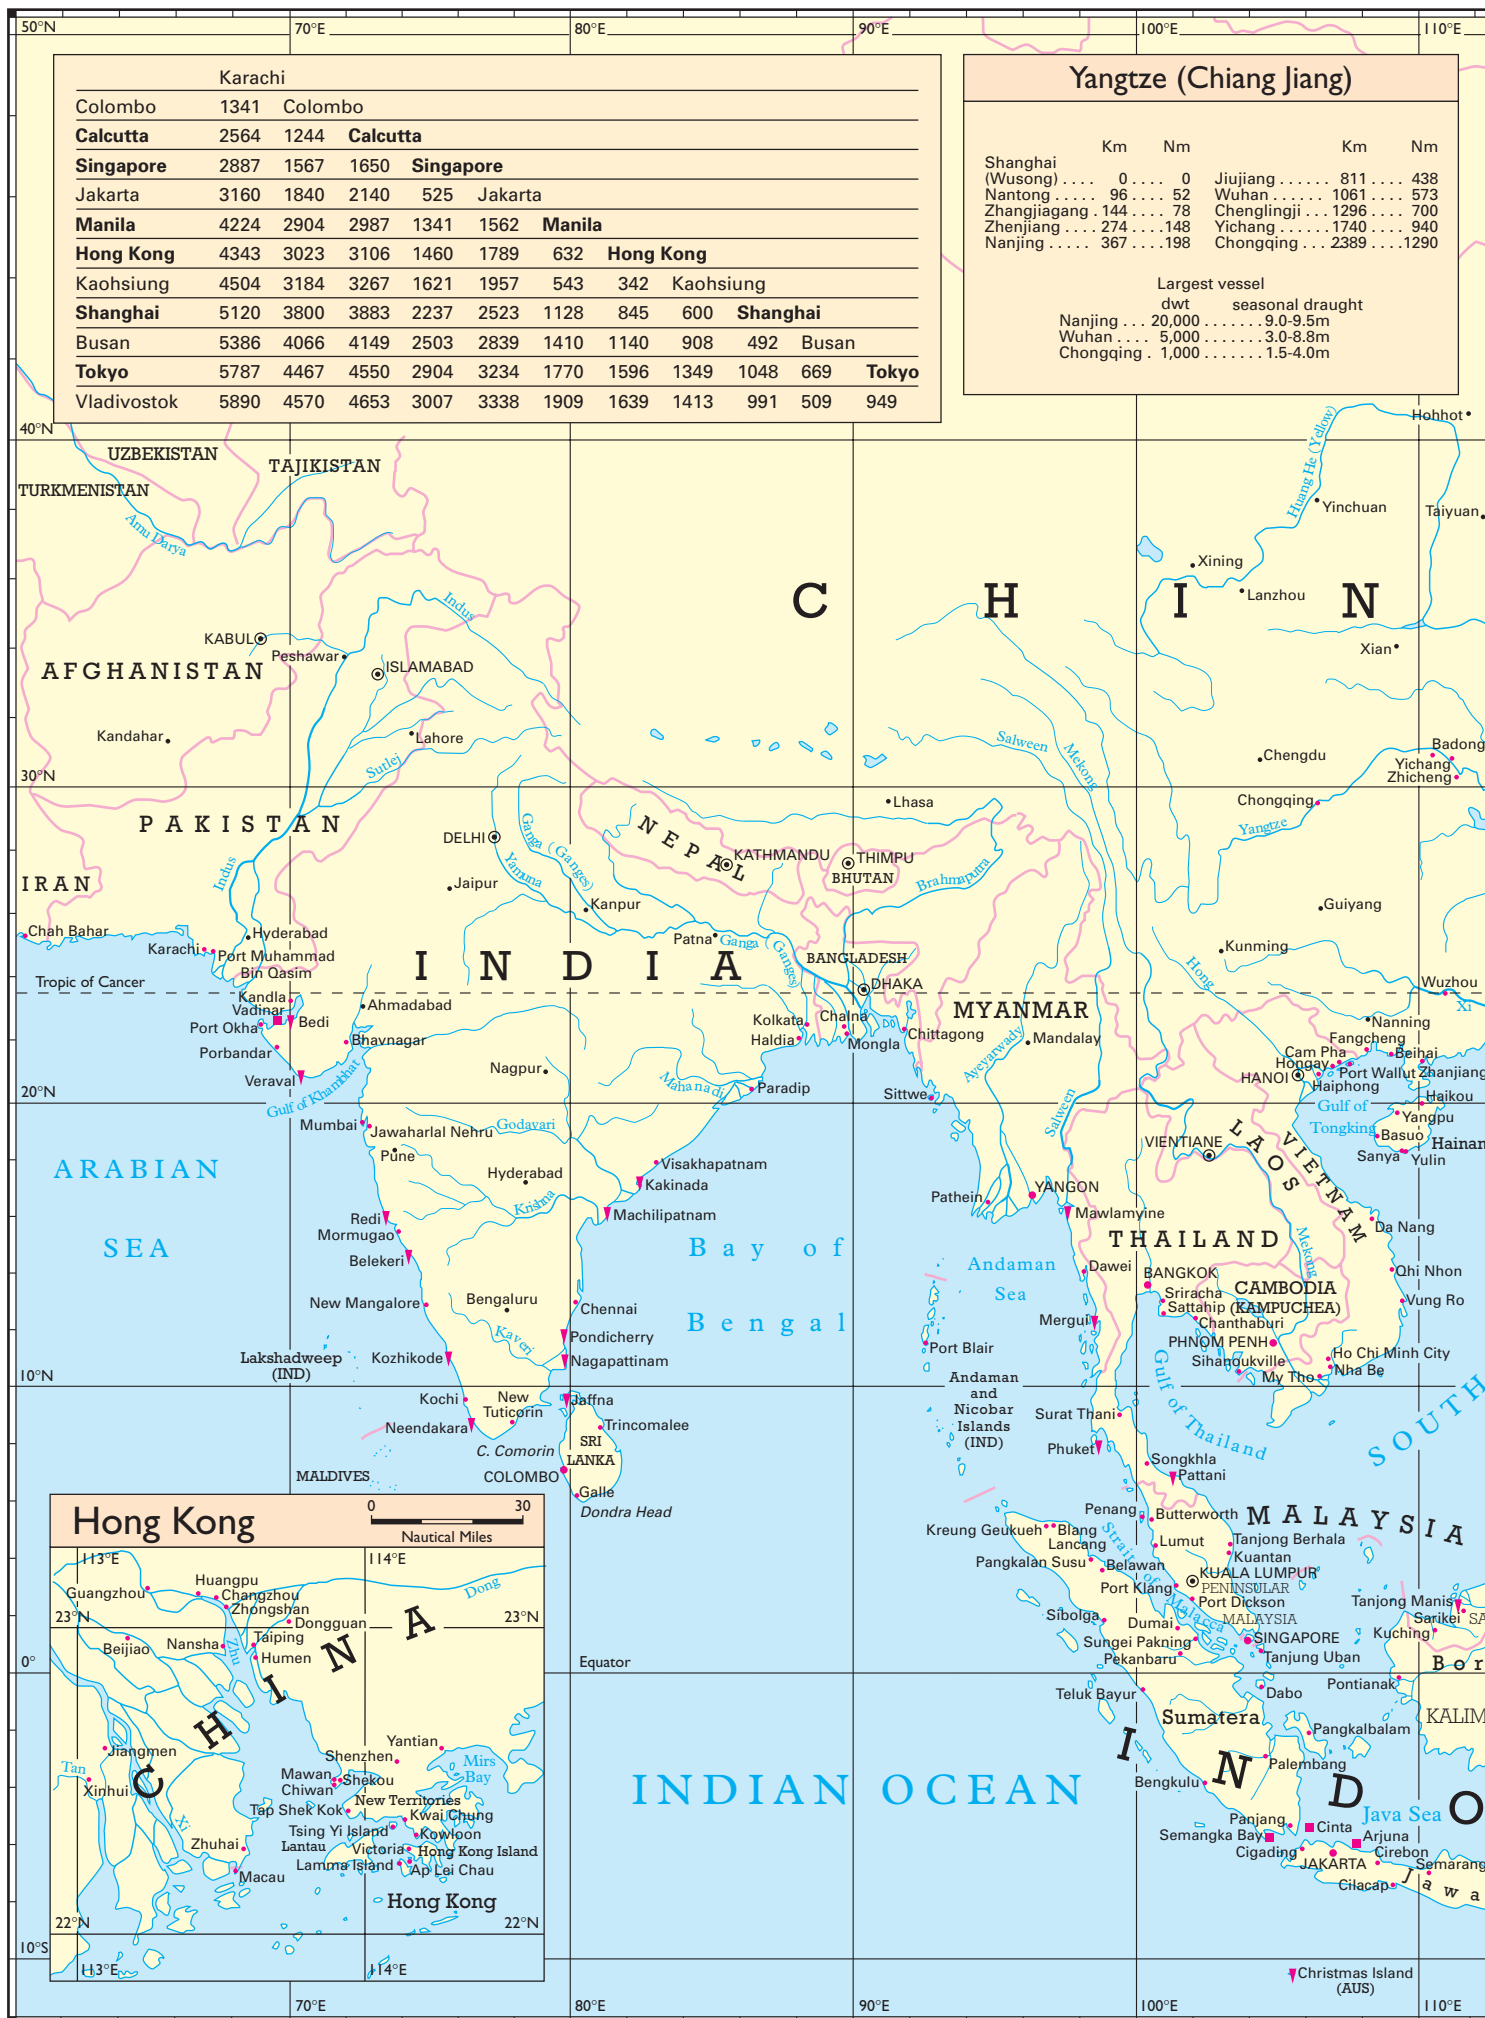 50°N
70°E
80°E
90°E
100°E
110°E
Karachi
Colombo 1341 Colombo
Calcutta 2564 1244 Calcutta
Singapore 2887 1567 1650 Singapore
Jakarta 3160 1840 2140 525 Jakarta
Manila 4224 2904 2987 1341 1562 Manila
Hong Kong 4343 3023 3106 1460 1789 632 Hong Kong
Kaohsiung 4504 3184 3267 1621 1957 543 342 Kaohsiung
Shanghai 5120 3800 3883 2237 2523 1128 845 600 Shanghai
Busan 5386 4066 4149 2503 2839 1410 1140 908 492 Busan
Tokyo 5787 4467 4550 2904 3234 1770 1596 1349 1048 669 Tokyo
Vladivostok 5890 4570 4653 3007 3338 1909 1639 1413 991 509 949
Yangtze (Chiang Jiang)
Km Nm Km Nm
Shanghai
(Wusong) . . . . 0 . . . . 0 Jiujiang . . . . . . 811 . . . . 438
Nantong . . . . . 96 . . . . 52 Wuhan . . . . . 1061 . . . . 573
Zhangjiagang . 144 . . . . 78 Chenglingji . . . 1296 . . . . 700
Zhenjiang . . . . 274 . . . .148 Yichang . . . . . 1740 . . . . 940
Nanjing . . . . . 367 . . . .198 Chongqing . . . .2389 . . . .1290
Largest vessel
dwt seasonal draught
Nanjing . . . 20,000 . . . . . . . 9.0-9.5m
Wuhan . . . . 5,000 . . . . . . . 3.0-8.8m
Chongqing . 1,000 . . . . . . . 1.5-4.0m
Hohhot
40°N
UZBEKISTAN
TAJIKISTAN
TURKMENISTAN
Amu Darya
Huang He (Yellow)
Yinchuan
Taiyuan
Xining
Lanzhou
CHIN
Indus
KABUL
Peshawar
ISLAMABAD
AFGHANISTAN
Xian
Kandahar
Lahore
Sutlej
Salween
Mekong
Chengdu
Badong
Yichang
Zhicheng
30°N
Lhasa
Chongqing
Yangtze
PAKISTAN
DELHI
Ganga (Ganges)
Yamuna
NEPAL
KATHMANDU
THIMPU
BHUTAN
Brahmaputra
Indus
IRAN
Jaipur
Kanpur
Guiyang
Chah Bahar
Hyderabad
Karachi
Port Muhammad
Bin Qasim
Patna
Ganga (Ganges)
BANGLADESH
Kunming
Hong
INDIA
Tropic of Cancer
DHAKA
Wuzhou
Xi
Kandla
Vadinar
Port Okha
Bedi
Ahmadabad
MYANMAR
Porbandar
Bhavnagar
Kolkata
Haldia
Chalna
Mongla
Chittagong
Mandalay
Ayeyarwady
Nanning
Fangcheng
Cam Pha
Beihai
Hongay
Port Wallut
Zhanjiang
HANOI
Haiphong
Veraval
Gulf of Khambhat
Nagpur
Mahanadi
Paradip
Sittwe
20°N
Haikou
Gulf of
Tongking
Yangpu
Basuo
Hainan
Sanya
Yulin
Mumbai
Jawaharlal Nehru
Godavari
Salween
VIENTIANE
LAOS
VIETNAM
Pune
ARABIAN
Visakhapatnam
Hyderabad
Kakinada
Krishna
Pathein
YANGON
Mawlamyine
Redi
Mormugao
Machilipatnam
THAILAND
Da Nang
SEA
Belekeri
Bay of
Andaman
Sea
Dawei
BANGKOK
Mekong
Qhi Nhon
CAMBODIA
(KAMPUCHEA)
Sriracha
Sattahip
Chanthaburi
Vung Ro
New Mangalore
Bengaluru
Chennai
Bengal
Mergui
PHNOM PENH
Pondicherry
Kaveri
Port Blair
Sihanoukville
Ho Chi Minh City
Nha Be
My Tho
Lakshadweep
(IND)
Kozhikode
Nagapattinam
Andaman
and
Nicobar
Islands
(IND)
10°N
Gulf of Thailand
SOUTH
Kochi
New
Tuticorin
Jaffna
Neendakara
Trincomalee
SRI
LANKA
Surat Thani
Phuket
C. Comorin
COLOMBO
MALDIVES
Songkhla
Pattani
Galle
Dondra Head
Penang
Butterworth
MALAYSIA
Kreung Geukueh
Blang
Lancang
Lumut
Tanjong Berhala
Kuantan
Pangkalan Susu
Belawan
Strait of Malacca
KUALA LUMPUR
PENINSULAR
MALAYSIA
Port Klang
Port Dickson
Tanjong Manis
Sarikei
SA
Sibolga
Dumai
Kuching
Sungei Pakning
Pekanbaru
SINGAPORE
Tanjung Uban
0°
Equator
Bor
Teluk Bayur
Dabo
Pontianak
Sumatera
KALIM
Pangkalbalam
Palembang
INDO
INDIAN OCEAN
Bengkulu
Java Sea
Panjang
Cinta
Semangka Bay
Arjuna
Cigading
JAKARTA
Cirebon
Semarang
Cilacap
Jawa
10°S
Christmas Island
(AUS)
Hong Kong
0 30
Nautical Miles
113°E
114°E
Guangzhou
Huangpu
Changzhou
Zhongshan
Dong
23°N
23°N
Dongguan
Beijiao
Nansha
Zhu
Taiping
Humen
CHINA
Yantian
Jiangmen
Shenzhen
Mirs
Bay
Tan
Xinhui
Mawan
Chiwan
Shekou
New Territories
Tap Shek Kok
Kwai Chung
Xi
Tsing Yi Island
Kowloon
Zhuhai
Lantau
Victoria
Hong Kong Island
Lamma Island
Ap Lei Chau
Macau
Hong Kong
22°N
22°N
113°E
114°E
70°E
80°E
90°E
100°E
110°E